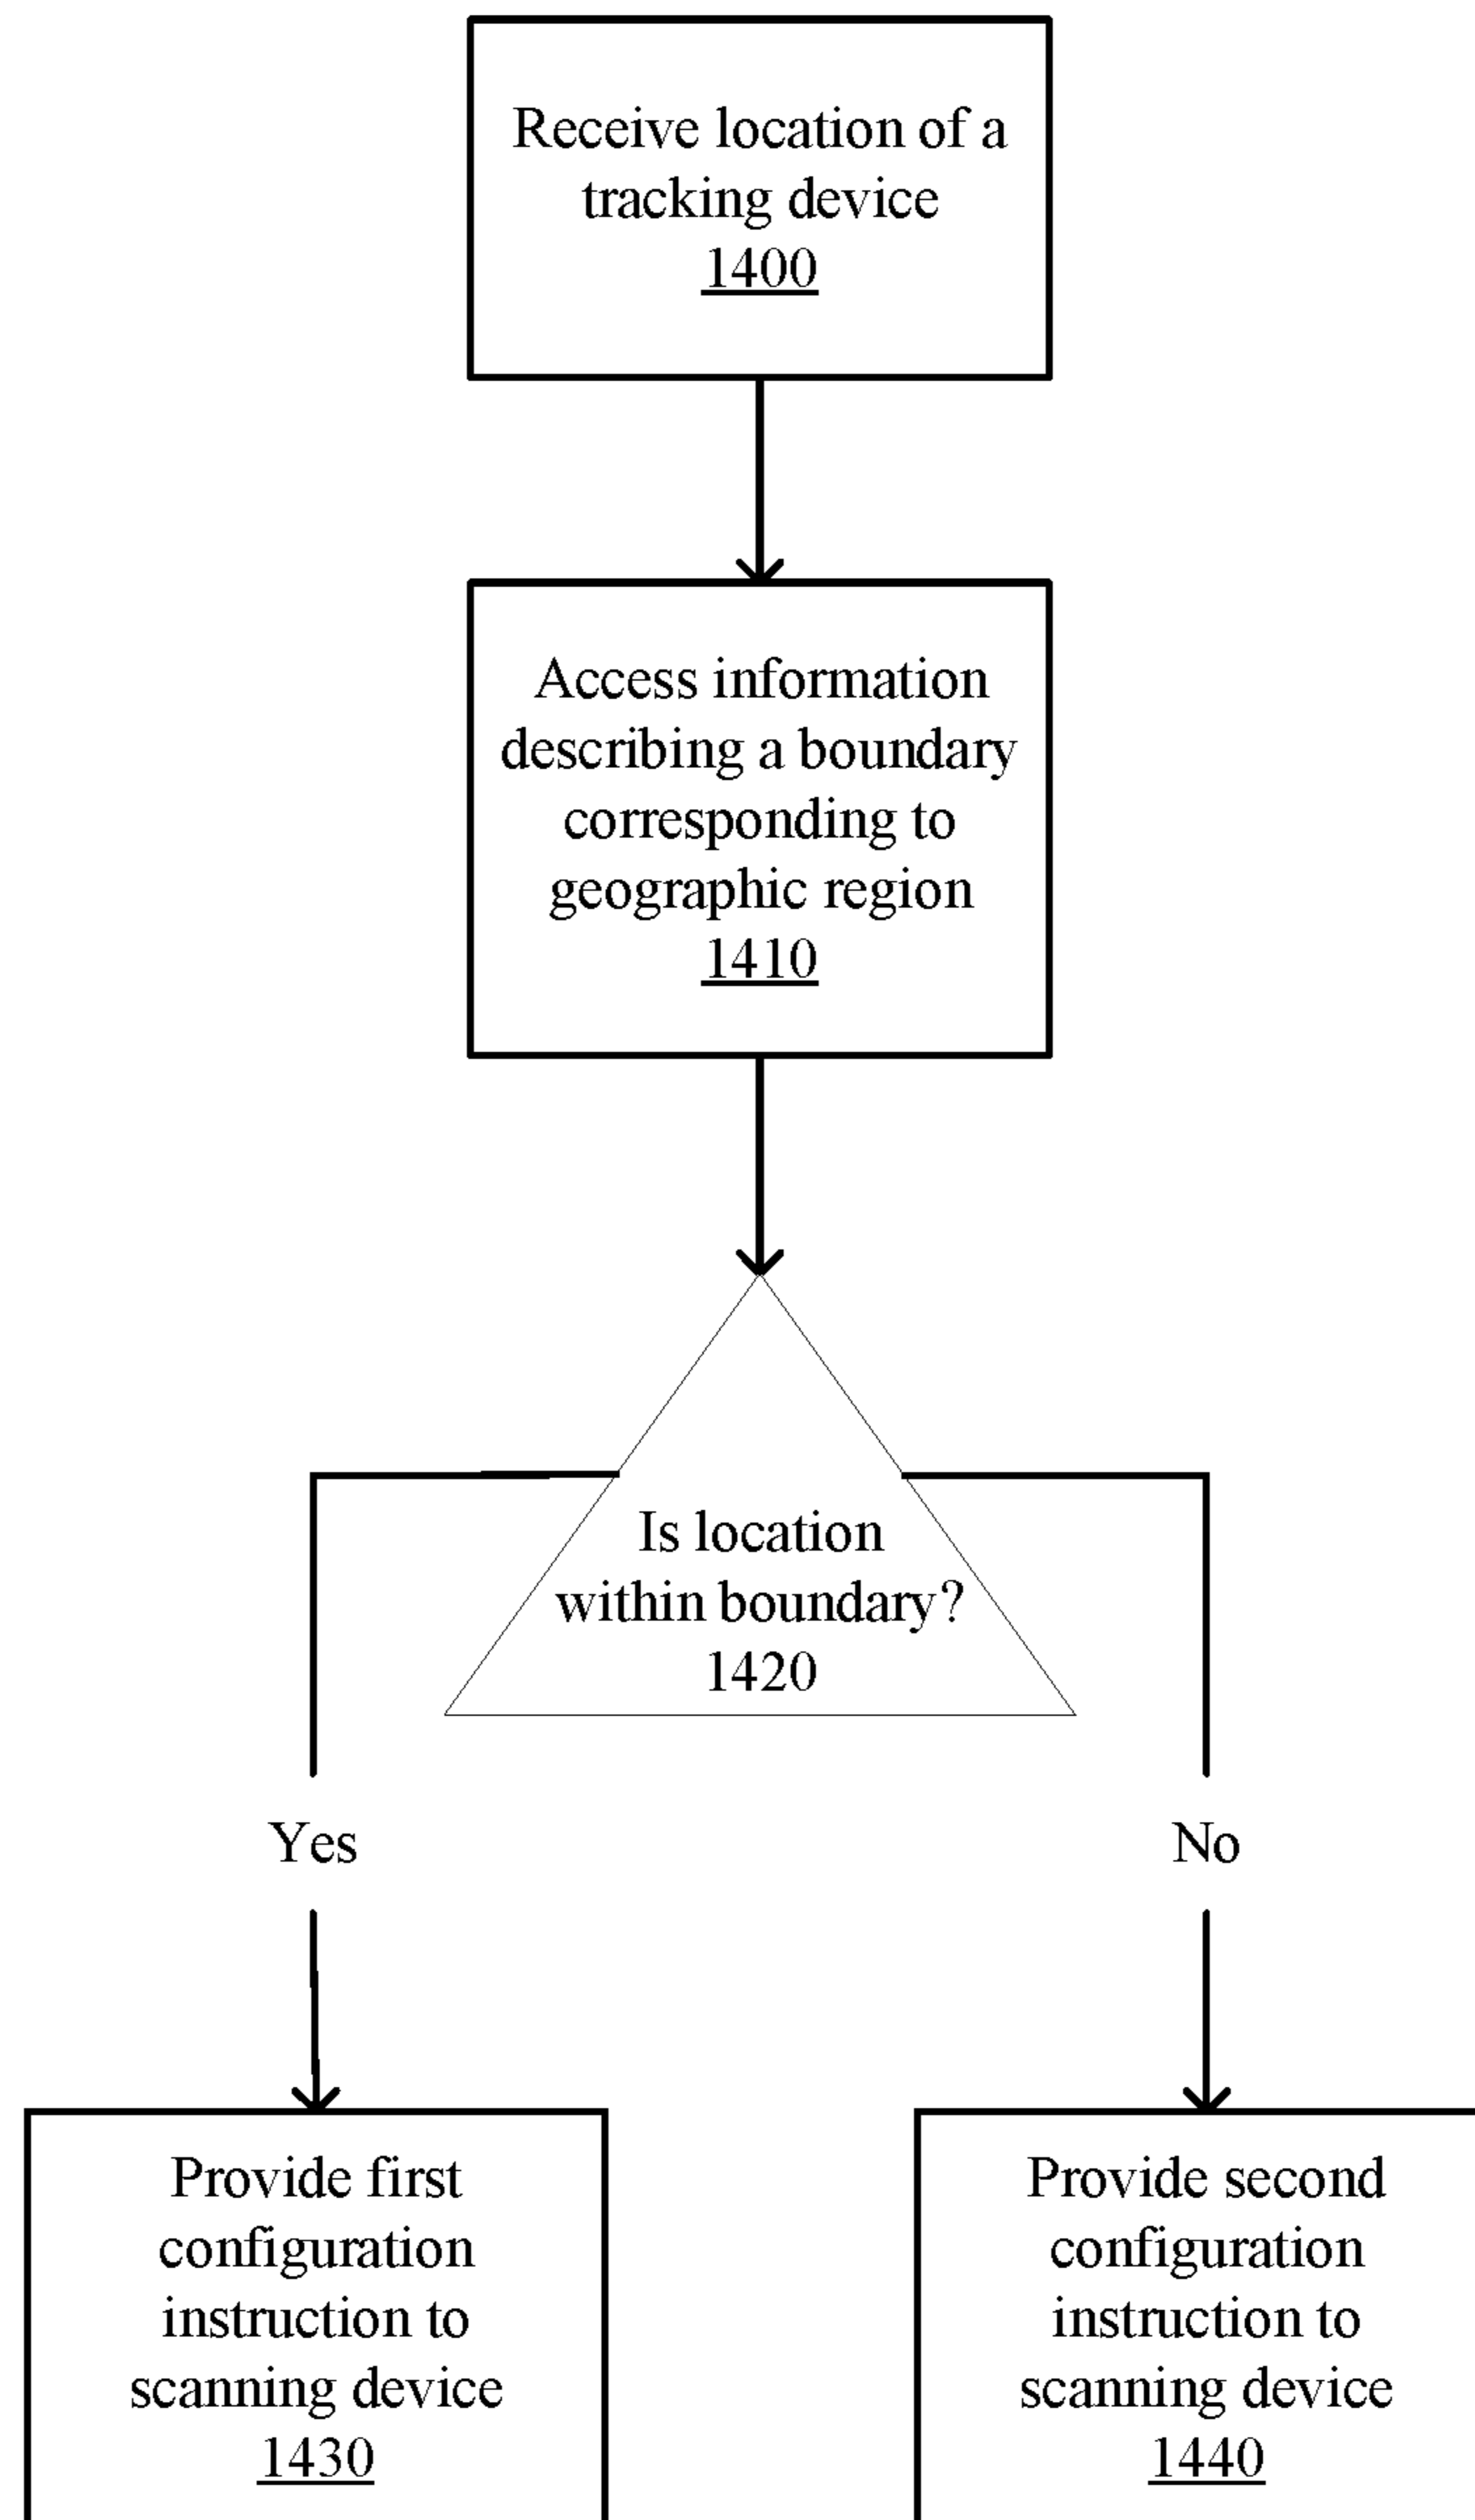 Receive location of a
tracking device
1400
Access information
describing a boundary
corresponding to
geographic region
1410
Is location
within boundary?
1420
Yes
No
Provide first
configuration
instruction to
scanning device
1430
Provide second
configuration
instruction to
scanning device
1440